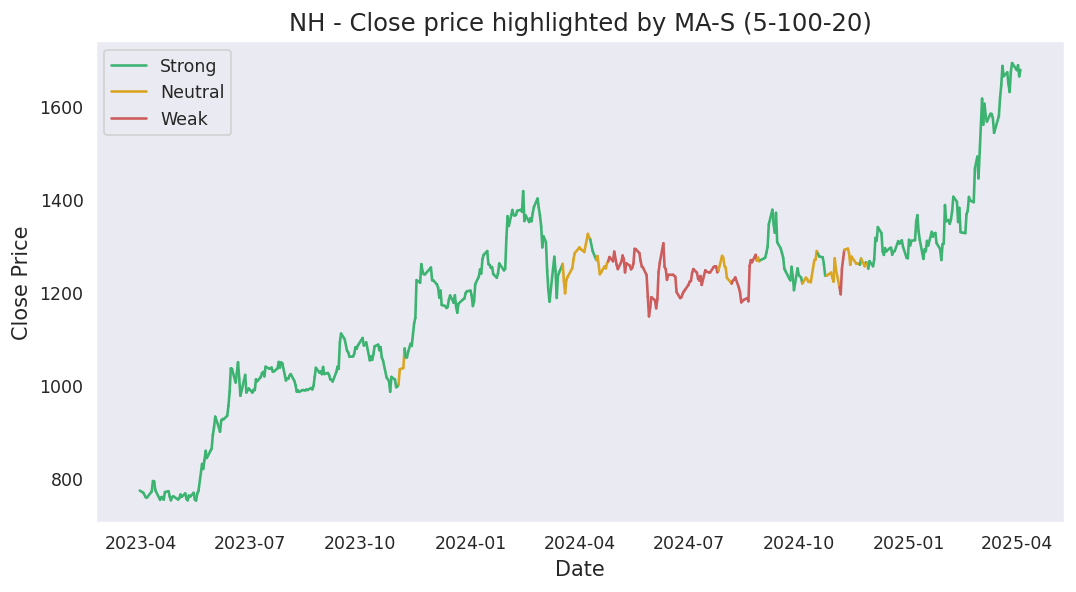 NH - Close price highlighted by MA-S (5-100-20)
Strong
Neutral
Weak
Close Price
1600
1400
1200
1000
800
2023-04 2023-07 2023-10 2024-01 2024-04 2024-07 2024-10 2025-01 2025-04
Date